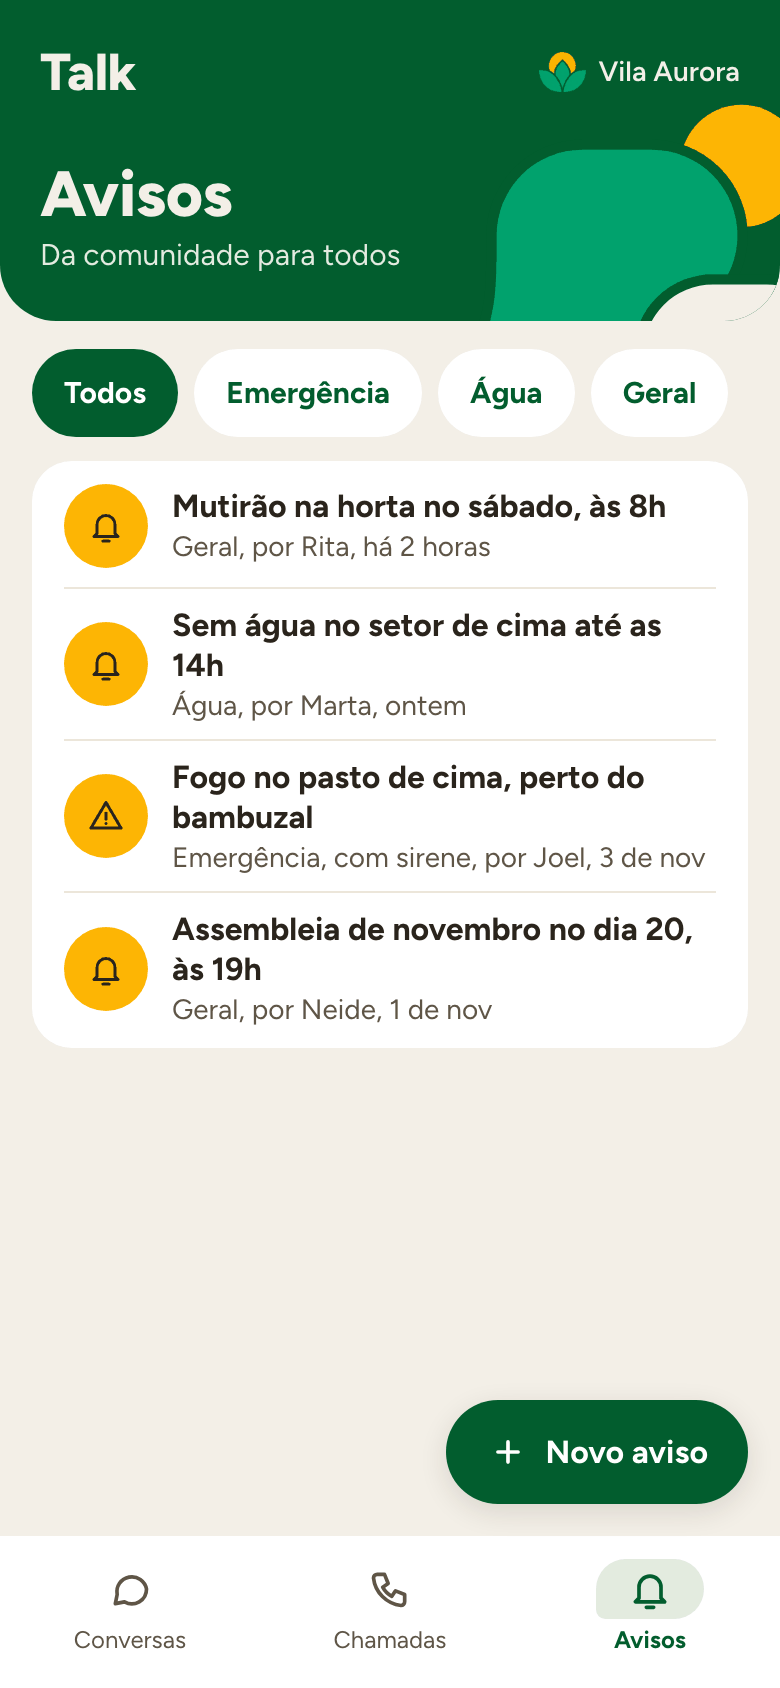 Talk
Vila Aurora
Avisos
Da comunidade para todos
Todos
Emergência
Água
Geral
Mutirão na horta no sábado, às 8h
Geral, por Rita, há 2 horas
Sem água no setor de cima até as
14h
Água, por Marta, ontem
Fogo no pasto de cima, perto do
bambuzal
Emergência, com sirene, por Joel, 3 de nov
Assembleia de novembro no dia 20,
às 19h
Geral, por Neide, 1 de nov
Novo aviso
Conversas
Chamadas
Avisos